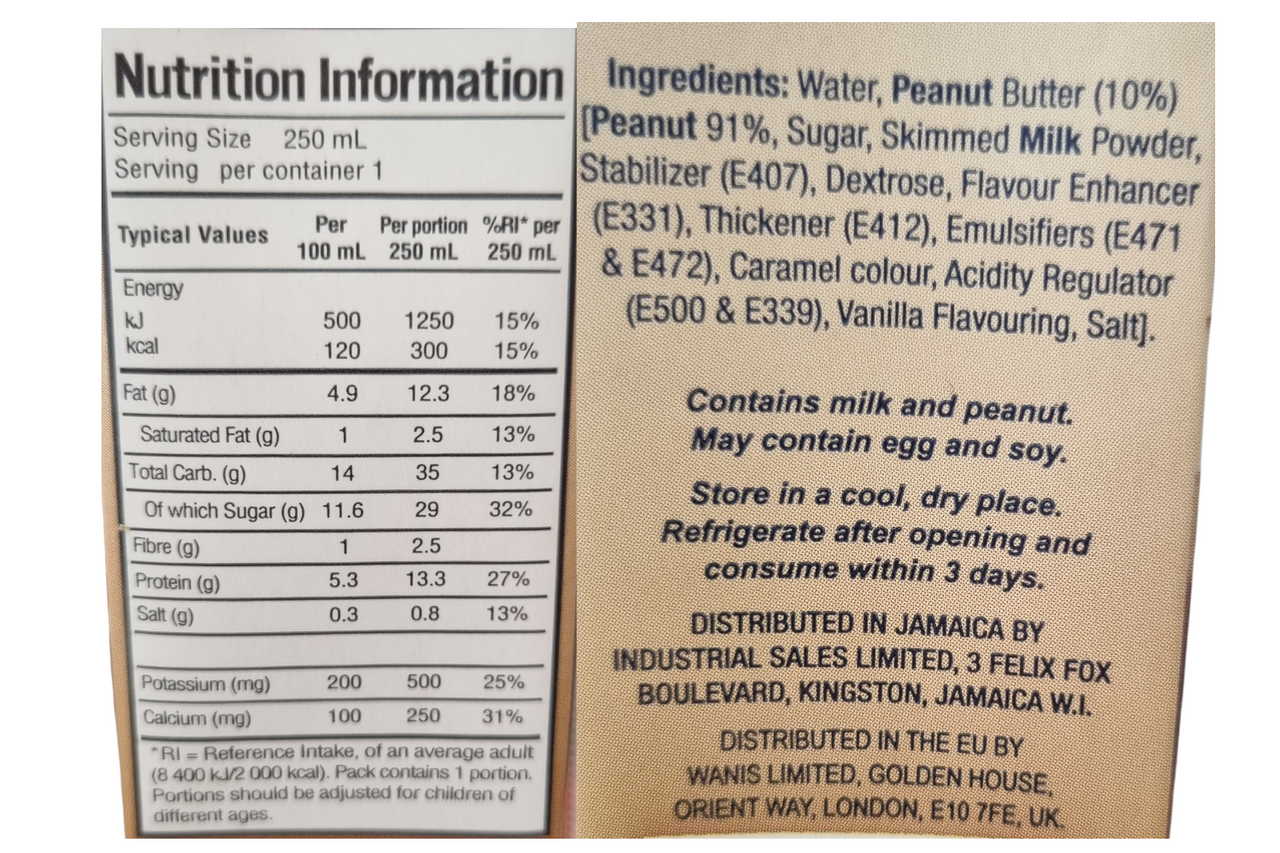 Nutrition Information
Serving Size 250 mL
Serving per container 1
Typical Values Per 100 mL Per portion 250 mL %RI* per 250 mL
Energy
kJ 500 1250 15%
kcal 120 300 15%
Fat (g) 4.9 12.3 18%
Saturated Fat (g) 1 2.5 13%
Total Carb. (g) 14 35 13%
Of which Sugar (g) 11.6 29 32%
Fibre (g) 1 2.5
Protein (g) 5.3 13.3 27%
Salt (g) 0.3 0.8 13%
Potassium (mg) 200 500 25%
Calcium (mg) 100 250 31%
*RI = Reference Intake, of an average adult
(8 400 kJ/2 000 kcal). Pack contains 1 portion.
Portions should be adjusted for children of
different ages.
Ingredients: Water, Peanut Butter (10%)
[Peanut 91%, Sugar, Skimmed Milk Powder,
Stabilizer (E407), Dextrose, Flavour Enhancer
(E331), Thickener (E412), Emulsifiers (E471
& E472), Caramel colour, Acidity Regulator
(E500 & E339), Vanilla Flavouring, Salt].
Contains milk and peanut.
May contain egg and soy.
Store in a cool, dry place.
Refrigerate after opening and
consume within 3 days.
DISTRIBUTED IN JAMAICA BY
INDUSTRIAL SALES LIMITED, 3 FELIX FOX
BOULEVARD, KINGSTON, JAMAICA W.I.
DISTRIBUTED IN THE EU BY
WANIS LIMITED, GOLDEN HOUSE,
ORIENT WAY, LONDON, E10 7FE, UK.